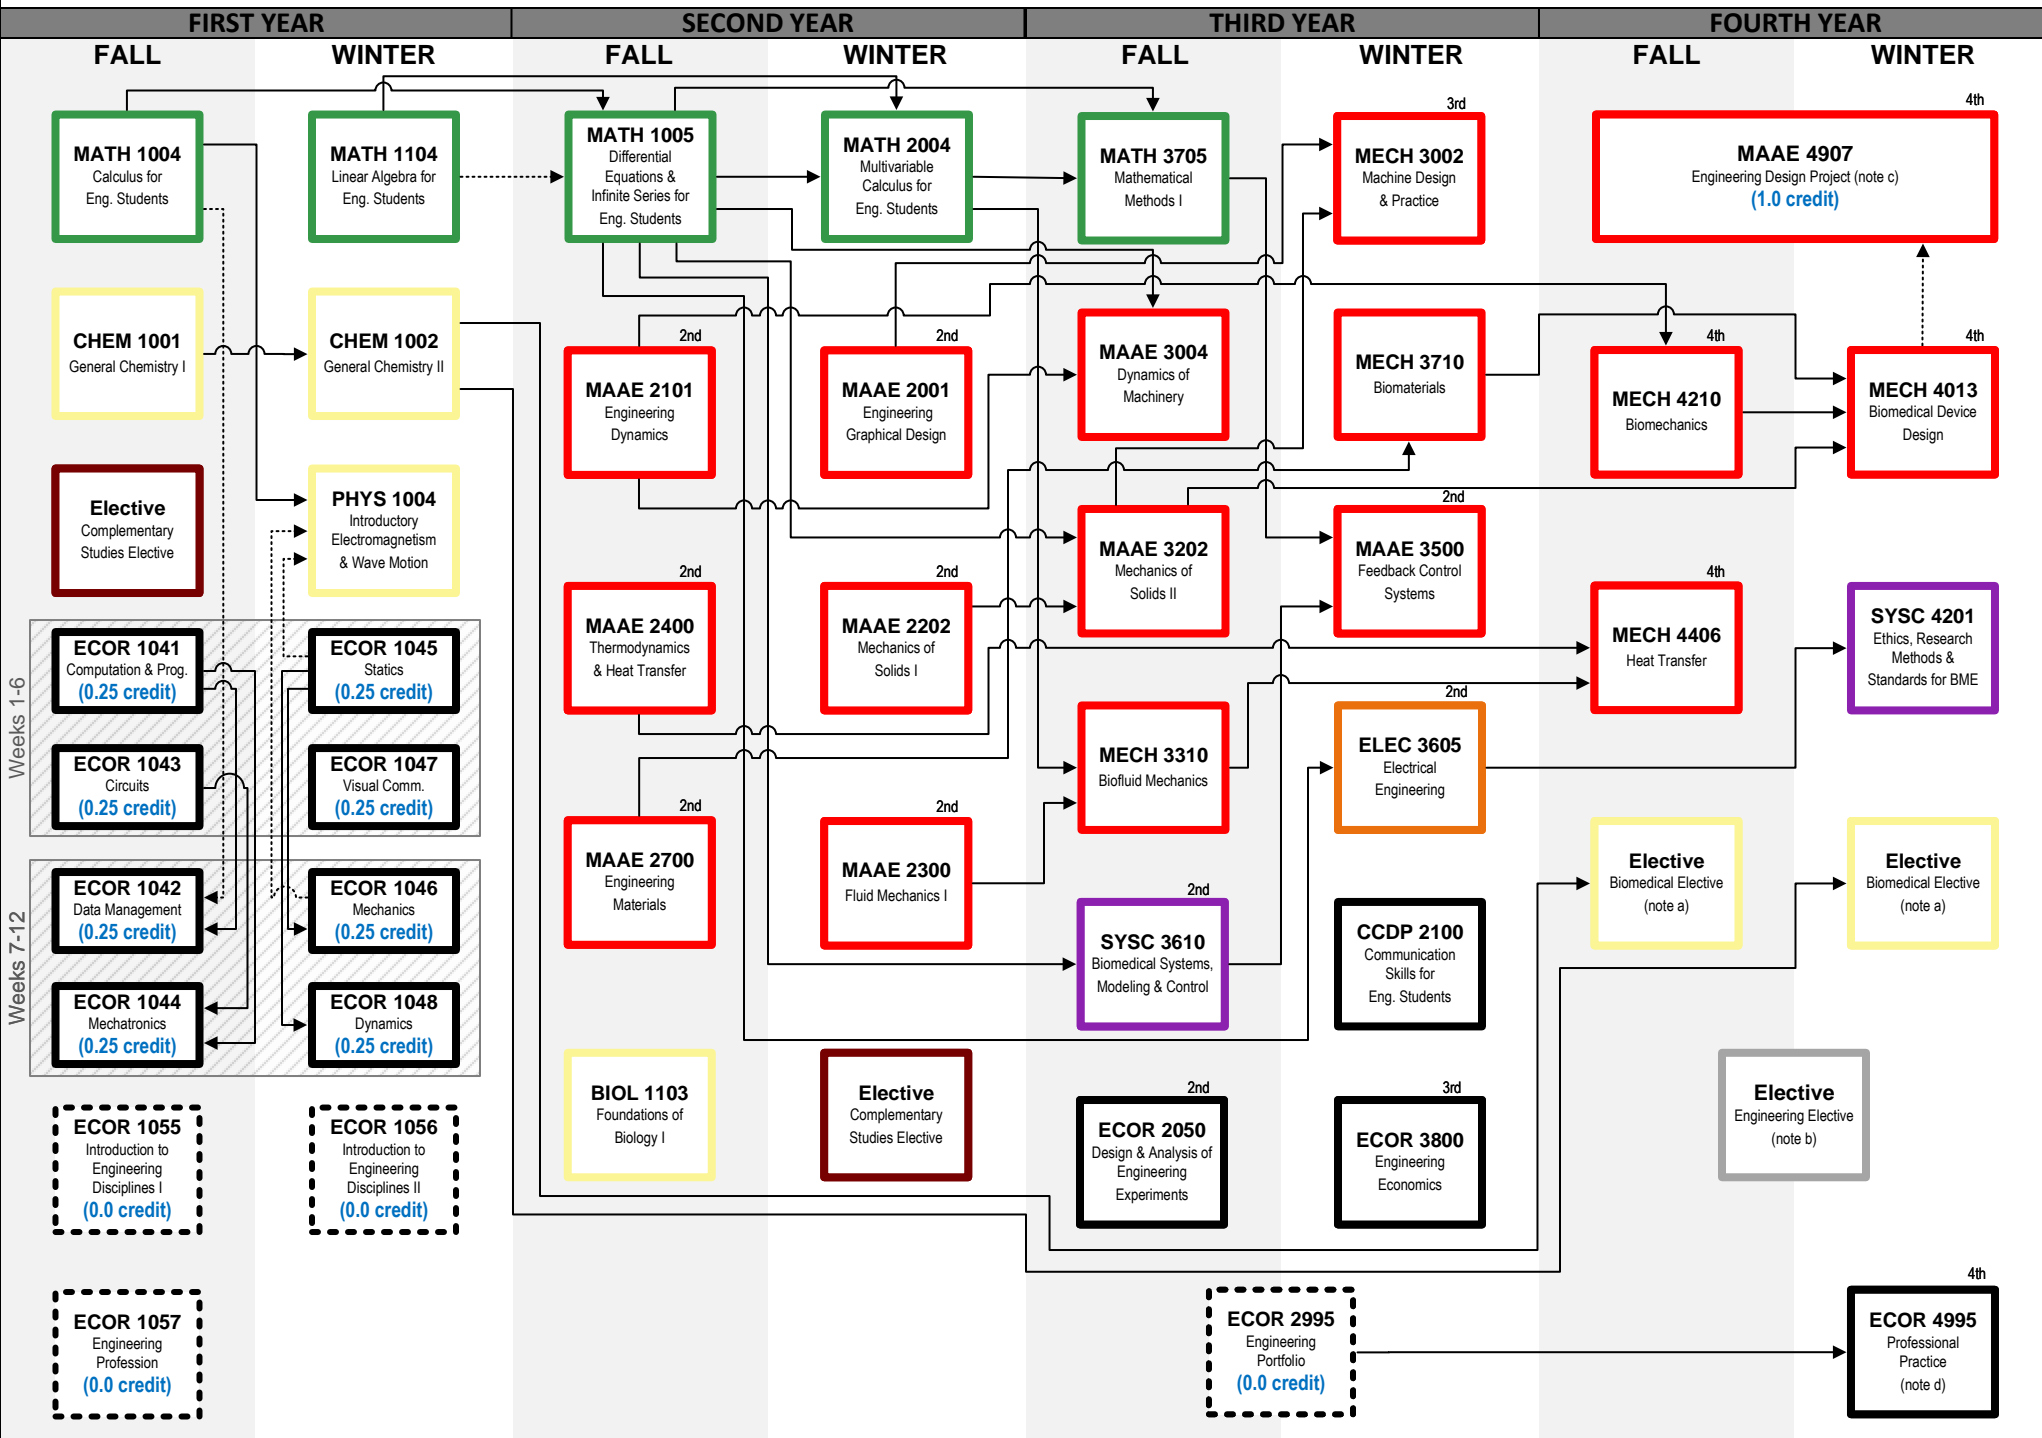 FIRST YEAR
SECOND YEAR
THIRD YEAR
FOURTH YEAR
FALL
WINTER
FALL
WINTER
FALL
WINTER
FALL
WINTER
MATH 1004
Calculus for
Eng. Students
MATH 1104
Linear Algebra for
Eng. Students
MATH 1005
Differential
Equations &
Infinite Series for
Eng. Students
MATH 2004
Multivariable
Calculus for
Eng. Students
MATH 3705
Mathematical
Methods I
3rd
MECH 3002
Machine Design
& Practice
4th
MAAE 4907
Engineering Design Project (note c)
(1.0 credit)
CHEM 1001
General Chemistry I
CHEM 1002
General Chemistry II
2nd
MAAE 2101
Engineering
Dynamics
2nd
MAAE 2001
Engineering
Graphical Design
MAAE 3004
Dynamics of
Machinery
MECH 3710
Biomaterials
4th
MECH 4210
Biomechanics
4th
MECH 4013
Biomedical Device
Design
Elective
Complementary
Studies Elective
PHYS 1004
Introductory
Electromagnetism
& Wave Motion
2nd
MAAE 2400
Thermodynamics
& Heat Transfer
2nd
MAAE 2202
Mechanics of
Solids I
MAAE 3202
Mechanics of
Solids II
2nd
MAAE 3500
Feedback Control
Systems
4th
MECH 4406
Heat Transfer
SYSC 4201
Ethics, Research
Methods &
Standards for BME
Weeks 1-6
ECOR 1041
Computation & Prog.
(0.25 credit)
ECOR 1045
Statics
(0.25 credit)
ECOR 1043
Circuits
(0.25 credit)
ECOR 1047
Visual Comm.
(0.25 credit)
2nd
MAAE 2700
Engineering
Materials
2nd
MAAE 2300
Fluid Mechanics I
MECH 3310
Biofluid Mechanics
2nd
ELEC 3605
Electrical
Engineering
Elective
Biomedical Elective
(note a)
Elective
Biomedical Elective
(note a)
Weeks 7-12
ECOR 1042
Data Management
(0.25 credit)
ECOR 1046
Mechanics
(0.25 credit)
ECOR 1044
Mechatronics
(0.25 credit)
ECOR 1048
Dynamics
(0.25 credit)
2nd
SYSC 3610
Biomedical Systems,
Modeling & Control
CCDP 2100
Communication
Skills for
Eng. Students
BIOL 1103
Foundations of
Biology I
Elective
Complementary
Studies Elective
2nd
ECOR 2050
Design & Analysis of
Engineering
Experiments
3rd
ECOR 3800
Engineering
Economics
Elective
Engineering Elective
(note b)
ECOR 1055
Introduction to
Engineering
Disciplines I
(0.0 credit)
ECOR 1056
Introduction to
Engineering
Disciplines II
(0.0 credit)
ECOR 1057
Engineering
Profession
(0.0 credit)
ECOR 2995
Engineering
Portfolio
(0.0 credit)
4th
ECOR 4995
Professional
Practice
(note d)